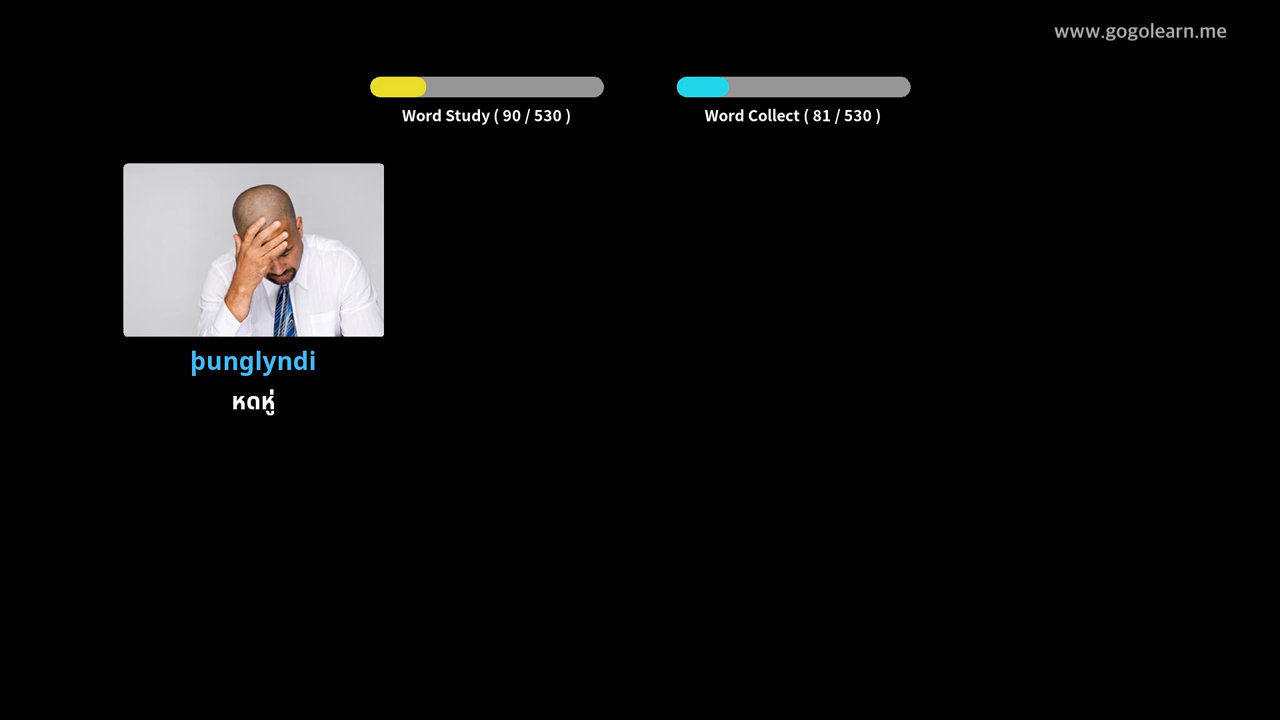 www.gogolearn.me
Word Study ( 90 / 530 )
Word Collect ( 81 / 530 )
þunglyndi
หดหู่